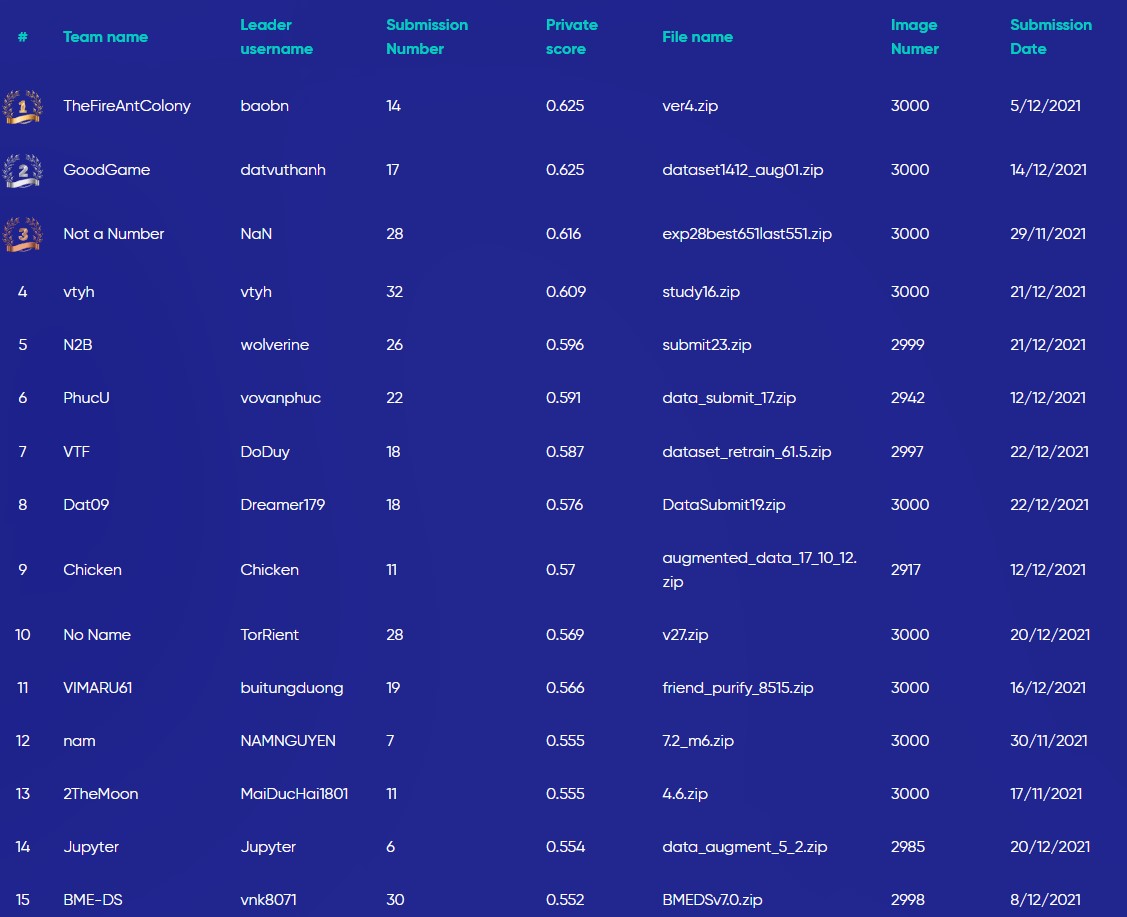 # Team name Leader username Submission Number Private score File name Image Numer Submission Date
1 TheFireAntColony baobn 14 0.625 ver4.zip 3000 5/12/2021
2 GoodGame datvuthanh 17 0.625 dataset1412_aug01.zip 3000 14/12/2021
3 Not a Number NaN 28 0.616 exp28best651last551.zip 3000 29/11/2021
4 vtyh vtyh 32 0.609 study16.zip 3000 21/12/2021
5 N2B wolverine 26 0.596 submit23.zip 2999 21/12/2021
6 PhucU vovanphuc 22 0.591 data_submit_17.zip 2942 12/12/2021
7 VTF DoDuy 18 0.587 dataset_retrain_61.5.zip 2997 22/12/2021
8 Dat09 Dreamer179 18 0.576 DataSubmit19.zip 3000 22/12/2021
9 Chicken Chicken 11 0.57 augmented_data_17_10_12.zip 2917 12/12/2021
10 No Name TorRient 28 0.569 v27.zip 3000 20/12/2021
11 VIMARU61 buitungduong 19 0.566 friend_purify_8515.zip 3000 16/12/2021
12 nam NAMNGUYEN 7 0.555 7.2_m6.zip 3000 30/11/2021
13 2TheMoon MaiDucHai1801 11 0.555 4.6.zip 3000 17/11/2021
14 Jupyter Jupyter 6 0.554 data_augment_5_2.zip 2985 20/12/2021
15 BME-DS vnk8071 30 0.552 BMEDSv7.0.zip 2998 8/12/2021